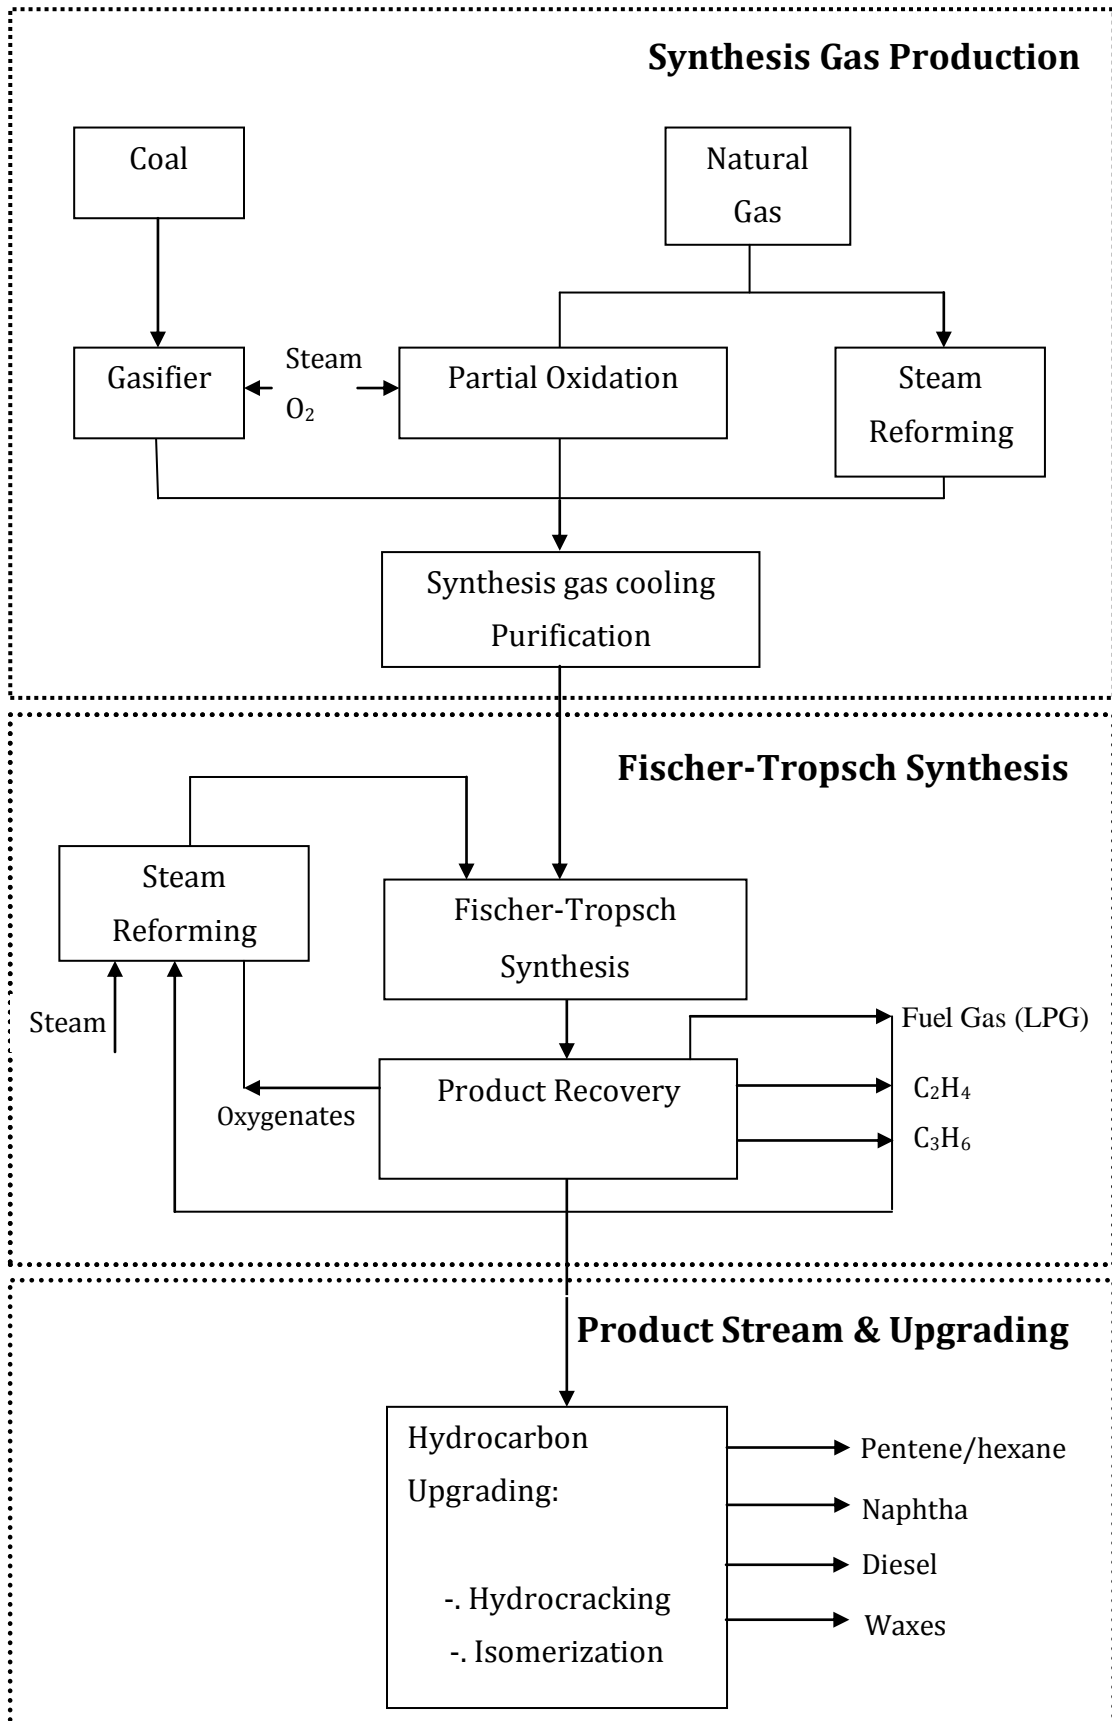 Synthesis Gas Production
Coal
Natural
Gas
Gasifier
Steam
O₂
Partial Oxidation
Steam
Reforming
Synthesis gas cooling
Purification
Fischer-Tropsch Synthesis
Steam
Reforming
Fischer-Tropsch
Synthesis
Steam
Fuel Gas (LPG)
Product Recovery
C₂H₄
Oxygenates
C₃H₆
Product Stream & Upgrading
Hydrocarbon
Upgrading:
-. Hydrocracking
-. Isomerization
Pentene/hexane
Naphtha
Diesel
Waxes